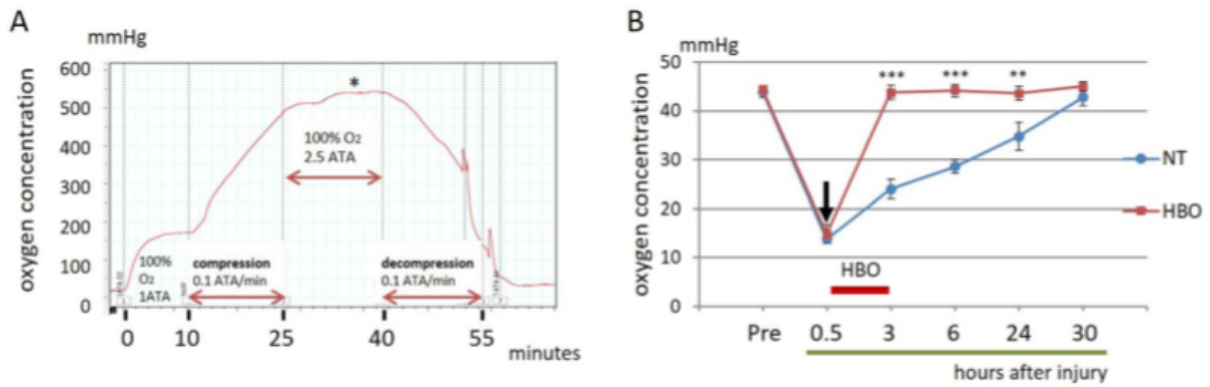 A
mmHg
oxygen concentration
600
500
400
300
200
100
0
*
100% O2
2.5 ATA
100%
O2
1ATA
compression
0.1 ATA/min
decompression
0.1 ATA/min
0 10 25 40 55 minutes
B
mmHg
oxygen concentration
50
40
30
20
10
0
*** *** **
NT
HBO
HBO
Pre 0.5 3 6 24 30
hours after injury